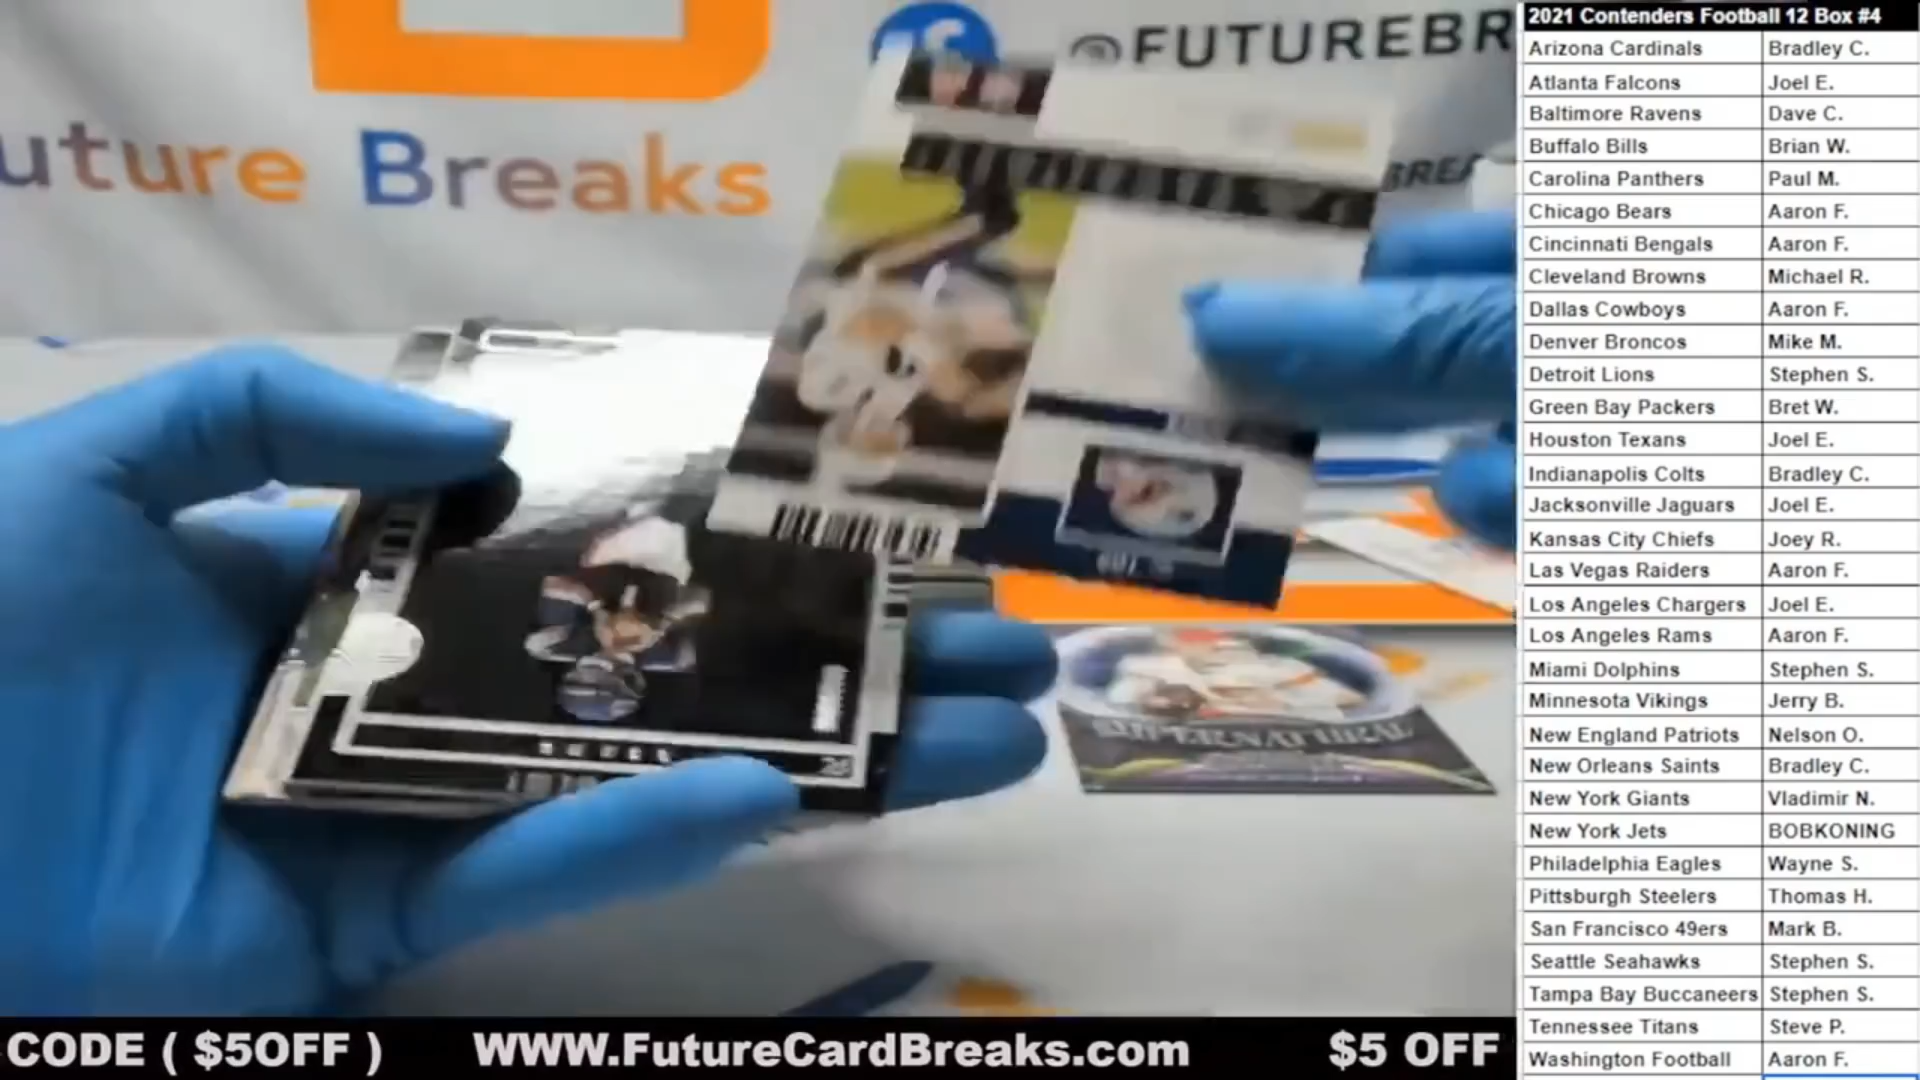 @FUTUREBR
uture Breaks
BREA
SUPERNATURAL
CODE ( $5OFF ) WWW.FutureCardBreaks.com $5 OFF
2021 Contenders Football 12 Box #4
Arizona Cardinals Bradley C.
Atlanta Falcons Joel E.
Baltimore Ravens Dave C.
Buffalo Bills Brian W.
Carolina Panthers Paul M.
Chicago Bears Aaron F.
Cincinnati Bengals Aaron F.
Cleveland Browns Michael R.
Dallas Cowboys Aaron F.
Denver Broncos Mike M.
Detroit Lions Stephen S.
Green Bay Packers Bret W.
Houston Texans Joel E.
Indianapolis Colts Bradley C.
Jacksonville Jaguars Joel E.
Kansas City Chiefs Joey R.
Las Vegas Raiders Aaron F.
Los Angeles Chargers Joel E.
Los Angeles Rams Aaron F.
Miami Dolphins Stephen S.
Minnesota Vikings Jerry B.
New England Patriots Nelson O.
New Orleans Saints Bradley C.
New York Giants Vladimir N.
New York Jets BOBKONING
Philadelphia Eagles Wayne S.
Pittsburgh Steelers Thomas H.
San Francisco 49ers Mark B.
Seattle Seahawks Stephen S.
Tampa Bay Buccaneers Stephen S.
Tennessee Titans Steve P.
Washington Football Aaron F.